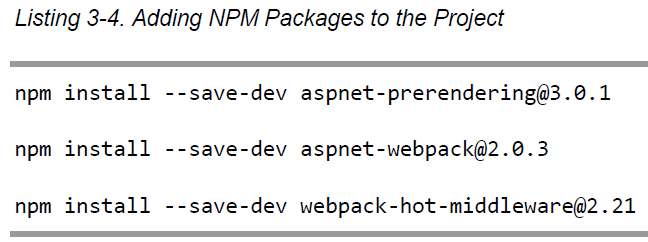 Listing 3-4. Adding NPM Packages to the Project
npm install --save-dev aspnet-prerendering@3.0.1
npm install --save-dev aspnet-webpack@2.0.3
npm install --save-dev webpack-hot-middleware@2.21